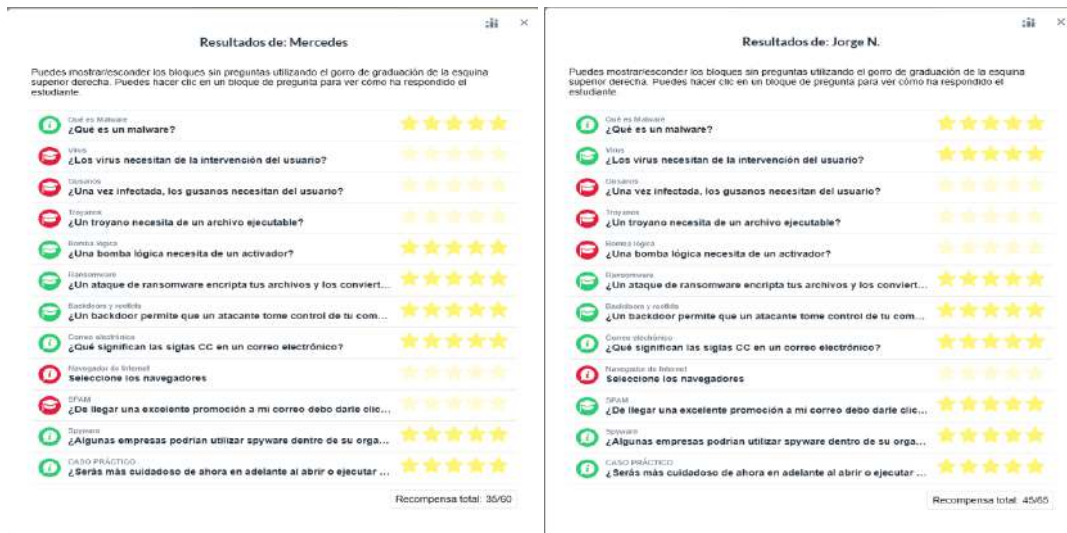 Resultados de: Mercedes
Puedes mostrar/esconder los bloques sin preguntas utilizando el gorro de graduación de la esquina
superior derecha. Puedes hacer clic en un bloque de pregunta para ver cómo ha respondido el
estudiante.
Qué es Malware
¿Qué es un malware?
Virus
¿Los virus necesitan de la intervención del usuario?
Gusanos
¿Una vez infectada, los gusanos necesitan del usuario?
Troyanos
¿Un troyano necesita de un archivo ejecutable?
Bomba lógica
¿Una bomba lógica necesita de un activador?
Ransomware
¿Un ataque de ransomware encripta tus archivos y los conviert...
Backdoors y rootkits
¿Un backdoor permite que un atacante tome control de tu com...
Correo electrónico
¿Qué significan las siglas CC en un correo electrónico?
Navegador de Internet
Seleccione los navegadores
SPAM
¿De llegar una excelente promoción a mi correo debo darle clic...
Spyware
¿Algunas empresas podrían utilizar spyware dentro de su orga...
CASO PRÁCTICO
¿Serás más cuidadoso de ahora en adelante al abrir o ejecutar ...
Recompensa total: 35/60
Resultados de: Jorge N.
Puedes mostrar/esconder los bloques sin preguntas utilizando el gorro de graduación de la esquina
superior derecha. Puedes hacer clic en un bloque de pregunta para ver cómo ha respondido el
estudiante.
Qué es Malware
¿Qué es un malware?
Virus
¿Los virus necesitan de la intervención del usuario?
Gusanos
¿Una vez infectada, los gusanos necesitan del usuario?
Troyanos
¿Un troyano necesita de un archivo ejecutable?
Bomba lógica
¿Una bomba lógica necesita de un activador?
Ransomware
¿Un ataque de ransomware encripta tus archivos y los conviert...
Backdoors y rootkits
¿Un backdoor permite que un atacante tome control de tu com...
Correo electrónico
¿Qué significan las siglas CC en un correo electrónico?
Navegador de Internet
Seleccione los navegadores
SPAM
¿De llegar una excelente promoción a mi correo debo darle clic...
Spyware
¿Algunas empresas podrían utilizar spyware dentro de su orga...
CASO PRÁCTICO
¿Serás más cuidadoso de ahora en adelante al abrir o ejecutar ...
Recompensa total: 45/65